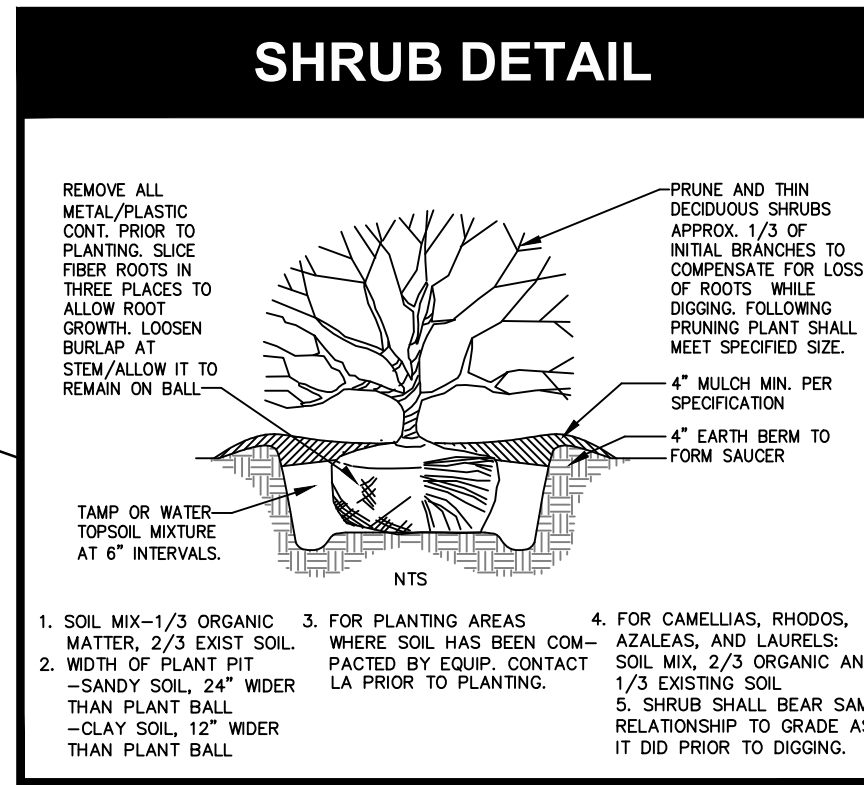 SHRUB DETAIL
REMOVE ALL
METAL/PLASTIC
CONT. PRIOR TO
PLANTING. SLICE
FIBER ROOTS IN
THREE PLACES TO
ALLOW ROOT
GROWTH. LOOSEN
BURLAP AT
STEM/ALLOW IT TO
REMAIN ON BALL
TAMP OR WATER
TOPSOIL MIXTURE
AT 6" INTERVALS.
PRUNE AND THIN
DECIDUOUS SHRUBS
APPROX. 1/3 OF
INITIAL BRANCHES TO
COMPENSATE FOR LOSS
OF ROOTS WHILE
DIGGING. FOLLOWING
PRUNING PLANT SHALL
MEET SPECIFIED SIZE.
4" MULCH MIN. PER
SPECIFICATION
4" EARTH BERM TO
FORM SAUCER
NTS
1. SOIL MIX-1/3 ORGANIC
MATTER, 2/3 EXIST SOIL.
2. WIDTH OF PLANT PIT
-SANDY SOIL, 24" WIDER
THAN PLANT BALL
-CLAY SOIL, 12" WIDER
THAN PLANT BALL
3. FOR PLANTING AREAS
WHERE SOIL HAS BEEN COM-
PACTED BY EQUIP. CONTACT
LA PRIOR TO PLANTING.
4. FOR CAMELLIAS, RHODOS,
AZALEAS, AND LAURELS:
SOIL MIX, 2/3 ORGANIC AN
1/3 EXISTING SOIL
5. SHRUB SHALL BEAR SAM
RELATIONSHIP TO GRADE AS
IT DID PRIOR TO DIGGING.